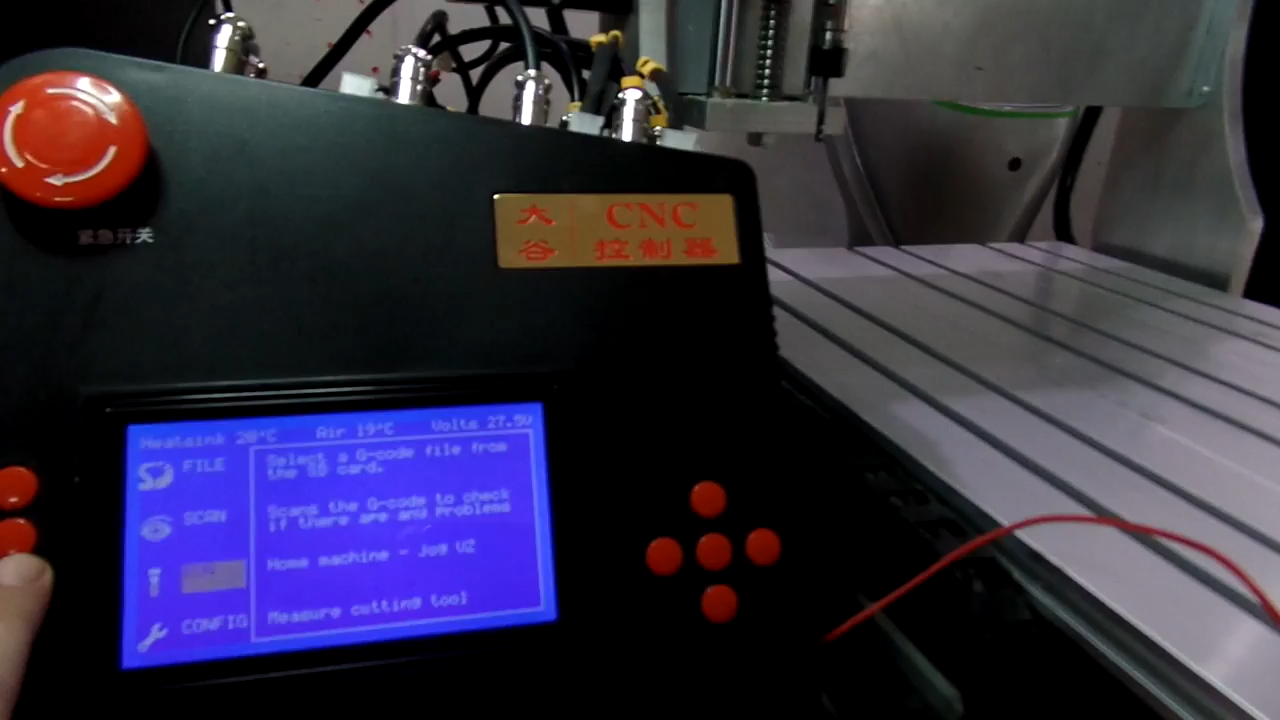 紧急开关
大谷
CNC
控制器
Heatsink 20°C Air 19°C Volts 27.5V
FILE
SCAN
CONFIG
Select a G-code file from
the SD card.
Scans the G-code to check
if there are any Problems
Home machine - Jog VZ
Measure cutting tool